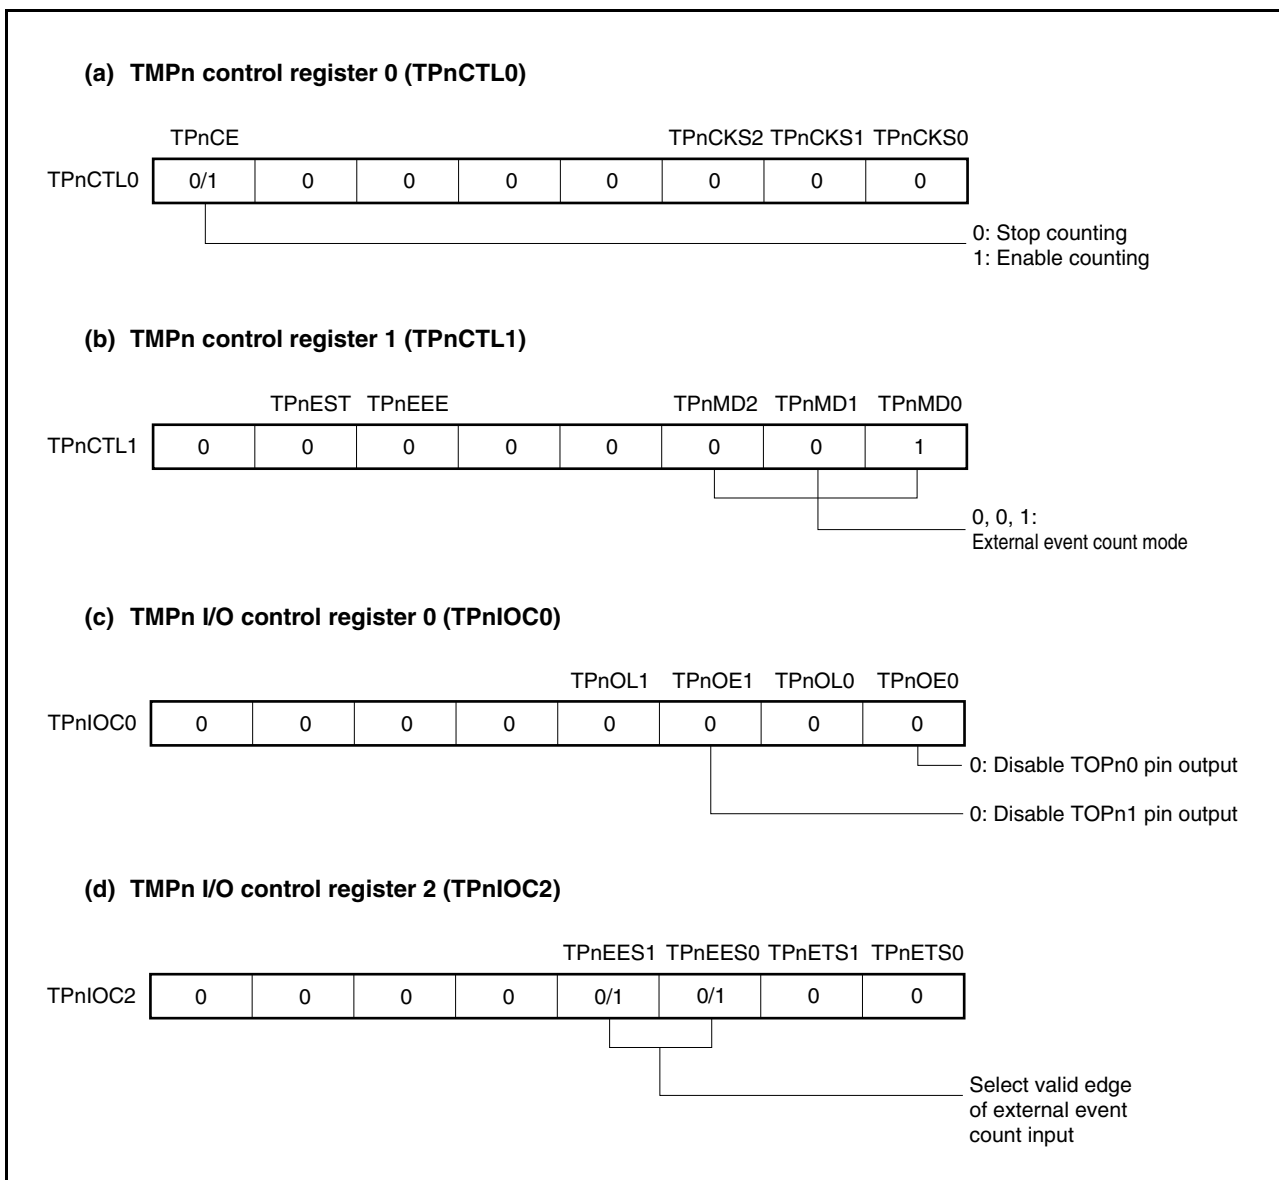 (a) TMPn control register 0 (TPnCTL0)
TPnCE TPnCKS2 TPnCKS1 TPnCKS0
TPnCTL0 0/1 0 0 0 0 0 0 0
0: Stop counting
1: Enable counting
(b) TMPn control register 1 (TPnCTL1)
TPnEST TPnEEE TPnMD2 TPnMD1 TPnMD0
TPnCTL1 0 0 0 0 0 0 0 1
0, 0, 1:
External event count mode
(c) TMPn I/O control register 0 (TPnIOC0)
TPnOL1 TPnOE1 TPnOL0 TPnOE0
TPnIOC0 0 0 0 0 0 0 0 0
0: Disable TOPn0 pin output
0: Disable TOPn1 pin output
(d) TMPn I/O control register 2 (TPnIOC2)
TPnEES1 TPnEES0 TPnETS1 TPnETS0
TPnIOC2 0 0 0 0 0/1 0/1 0 0
Select valid edge
of external event
count input